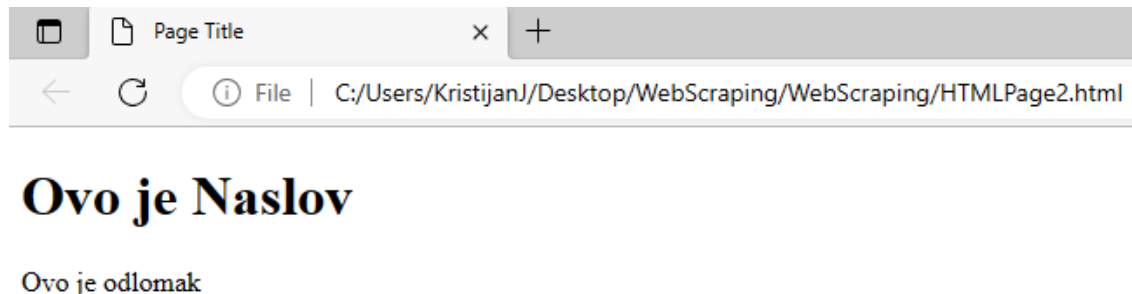 Page Title
File | C:/Users/KristijanJ/Desktop/WebScraping/WebScraping/HTMLPage2.html
Ovo je Naslov
Ovo je odlomak